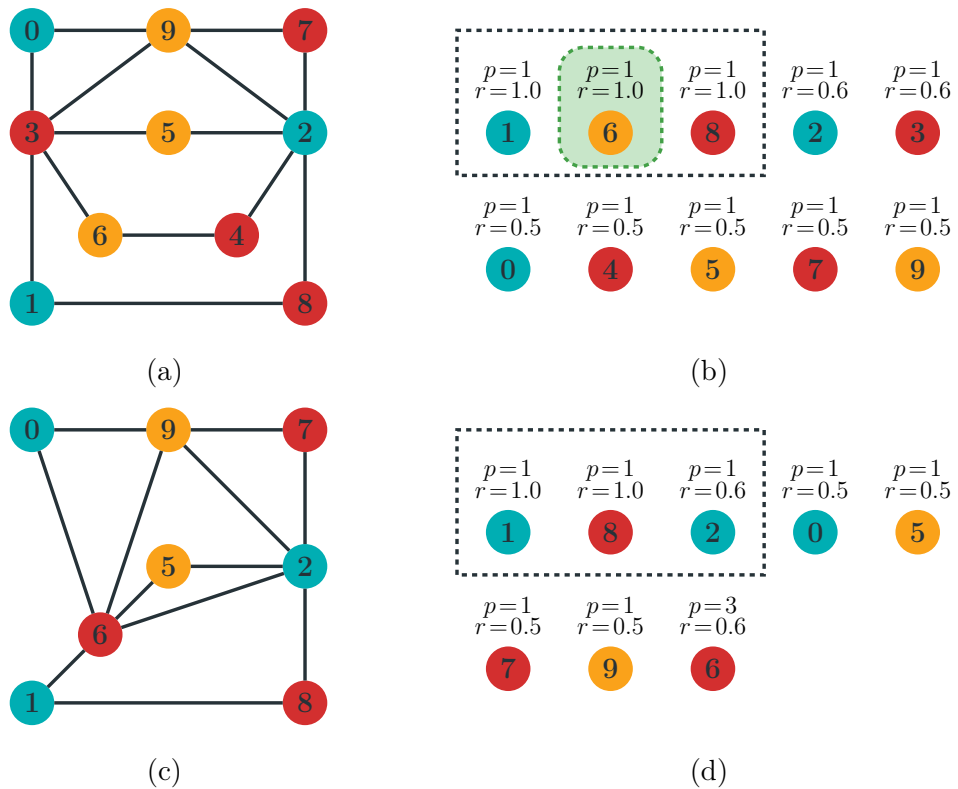 0 9 7
3 5 2
6 4
1 8
(a)
p=1 p=1 p=1 p=1 p=1
r=1.0 r=1.0 r=1.0 r=0.6 r=0.6
1 6 8 2 3
p=1 p=1 p=1 p=1 p=1
r=0.5 r=0.5 r=0.5 r=0.5 r=0.5
0 4 5 7 9
(b)
0 9 7
5 2
6
1 8
(c)
p=1 p=1 p=1 p=1 p=1
r=1.0 r=1.0 r=0.6 r=0.5 r=0.5
1 8 2 0 5
p=1 p=1 p=3
r=0.5 r=0.5 r=0.6
7 9 6
(d)